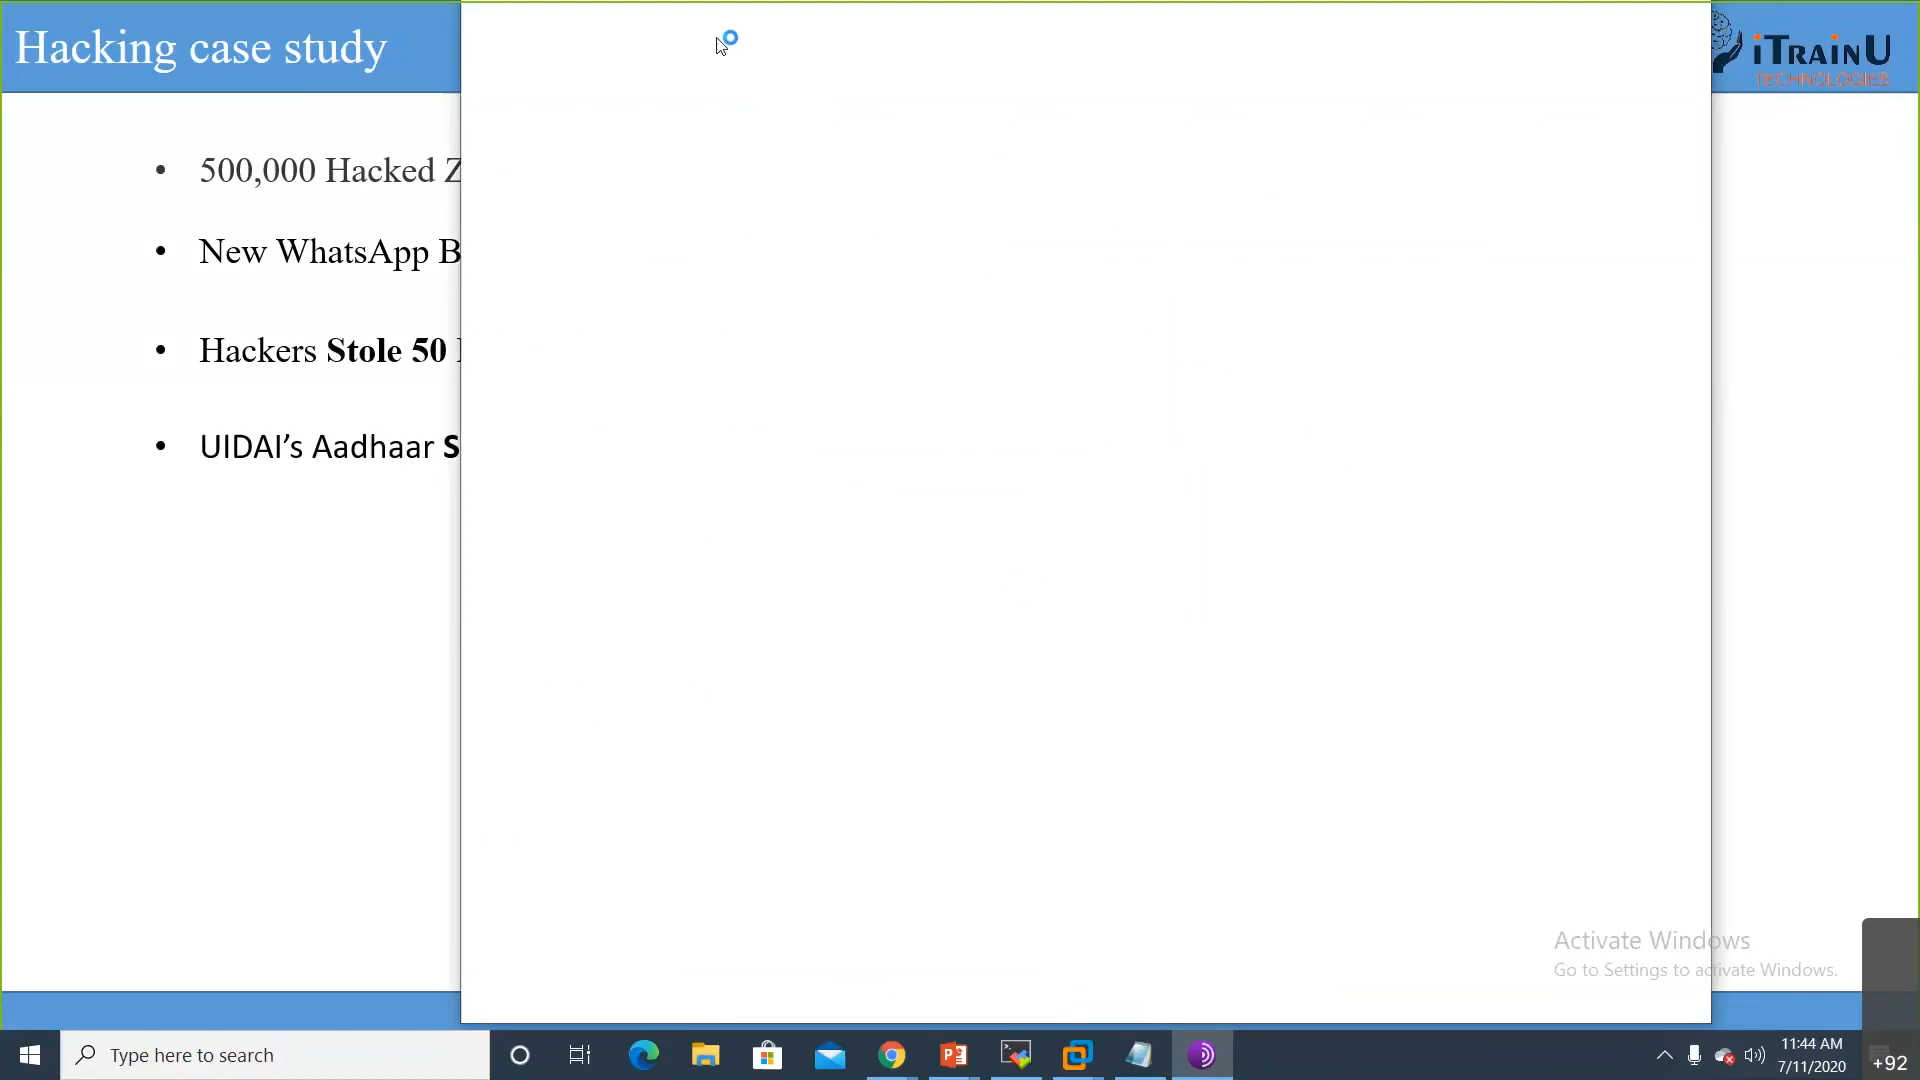 Hacking case study
iTRAINU
TECHNOLOGIES
• 500,000 Hacked Z
• New WhatsApp B
• Hackers Stole 50
• UIDAI’s Aadhaar S
Activate Windows
Go to Settings to activate Windows.
Type here to search
11:44 AM
7/11/2020
+92